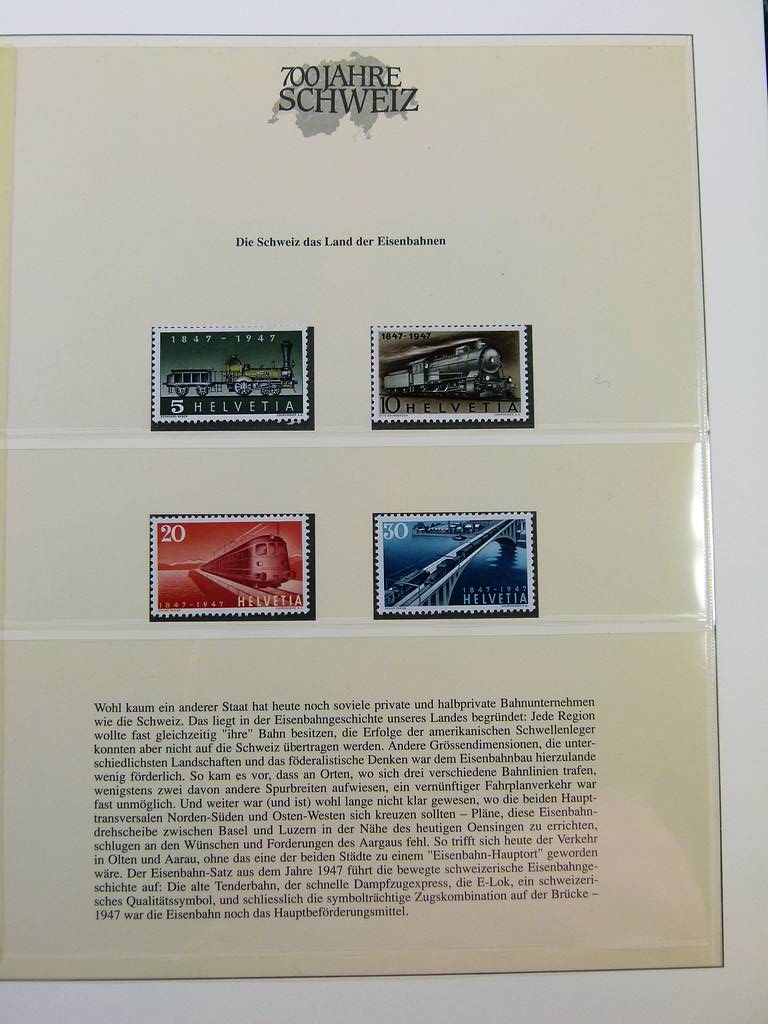 700 JAHRE
SCHWEIZ
Die Schweiz das Land der Eisenbahnen
1847-1947
5 HELVETIA
1847-1947
10 HELVETIA
20
1847-1947 HELVETIA
30
1847-1947
HELVETIA
Wohl kaum ein anderer Staat hat heute noch soviele private und halbprivate Bahnunternehmen
wie die Schweiz. Das liegt in der Eisenbahngeschichte unseres Landes begründet: Jede Region
wollte fast gleichzeitig "ihre" Bahn besitzen, die Erfolge der amerikanischen Schwellenleger
konnten aber nicht auf die Schweiz übertragen werden. Andere Grössendimensionen, die unter-
schiedlichsten Landschaften und das föderalistische Denken war dem Eisenbahnbau hierzulande
wenig förderlich. So kam es vor, dass an Orten, wo sich drei verschiedene Bahnlinien trafen,
wenigstens zwei davon andere Spurbreiten aufwiesen, ein vernünftiger Fahrplanverkehr war
fast unmöglich. Und weiter war (und ist) wohl lange nicht klar gewesen, wo die beiden Haupt-
transversalen Norden-Süden und Osten-Westen sich kreuzen sollten – Pläne, diese Eisenbahn-
drehscheibe zwischen Basel und Luzern in der Nähe des heutigen Oensingen zu errichten,
schlugen an den Wünschen und Forderungen des Aargaus fehl. So trifft sich heute der Verkehr
in Olten und Aarau, ohne das eine der beiden Städte zu einem "Eisenbahn-Hauptort" geworden
wäre. Der Eisenbahn-Satz aus dem Jahre 1947 führt die bewegte schweizerische Eisenbahnge-
schichte auf: Die alte Tenderbahn, der schnelle Dampfzugexpress, die E-Lok, ein schweizeri-
sches Qualitätssymbol, und schliesslich die symbolträchtige Zugskombination auf der Brücke –
1947 war die Eisenbahn noch das Hauptbeförderungsmittel.